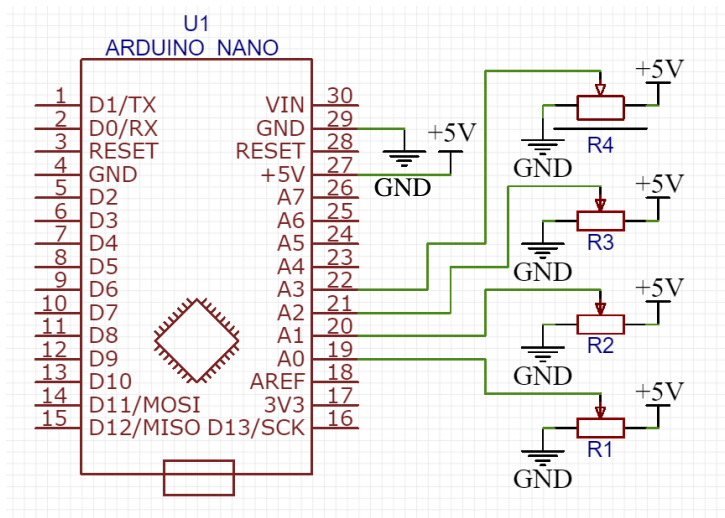 U1
ARDUINO NANO
1 D1/TX VIN 30
2 D0/RX GND 29
3 RESET RESET 28
4 GND +5V 27
5 D2 A7 26
6 D3 A6 25
7 D4 A5 24
8 D5 A4 23
9 D6 A3 22
10 D7 A2 21
11 D8 A1 20
12 D9 A0 19
13 D10 AREF 18
14 D11/MOSI 3V3 17
15 D12/MISO D13/SCK 16
+5V
GND
+5V
R4
GND
+5V
R3
GND
+5V
R2
GND
+5V
R1
GND